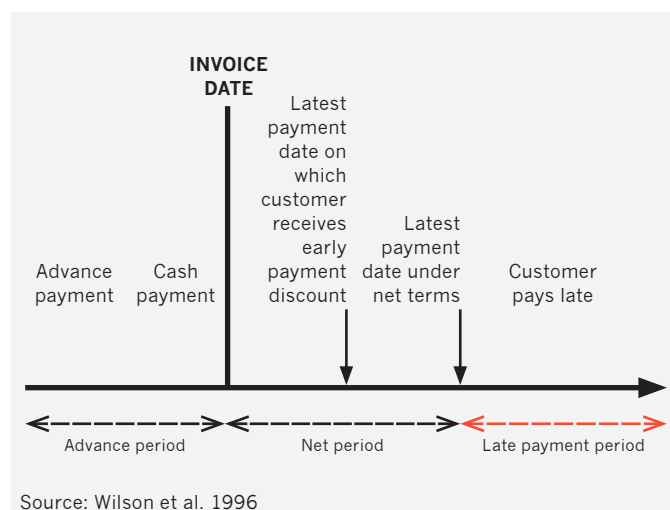 INVOICE
DATE
Advance
payment
Cash
payment
Latest
payment
date on
which
customer
receives
early
payment
discount
Latest
payment
date under
net terms
Customer
pays late
Advance period
Net period
Late payment period
Source: Wilson et al. 1996